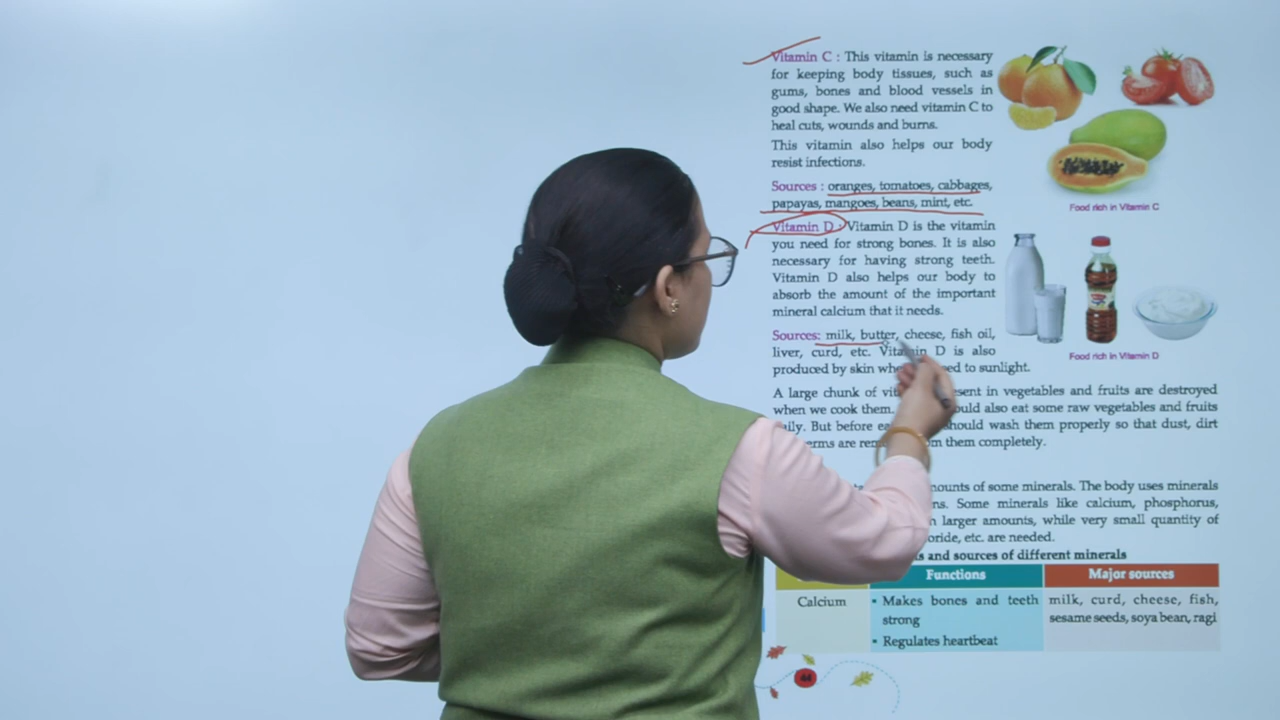 Vitamin C : This vitamin is necessary
for keeping body tissues, such as
gums, bones and blood vessels in
good shape. We also need vitamin C to
heal cuts, wounds and burns.
This vitamin also helps our body
resist infections.
Sources : oranges, tomatoes, cabbages,
papayas, mangoes, beans, mint, etc.
Food rich in Vitamin C
Vitamin D : Vitamin D is the vitamin
you need for strong bones. It is also
necessary for having strong teeth.
Vitamin D also helps our body to
absorb the amount of the important
mineral calcium that it needs.
Sources: milk, butter, cheese, fish oil,
liver, curd, etc. Vitamin D is also
produced by skin to sunlight.
Food rich in Vitamin D
A large chunk of in vegetables and fruits are destroyed
when we cook them. also eat some raw vegetables and fruits
But before should wash them properly so that dust, dirt
them completely.
of some minerals. The body uses minerals
Some minerals like calcium, phosphorus,
larger amounts, while very small quantity of
etc. are needed.
and sources of different minerals
Functions
Major sources
Calcium
• Makes bones and teeth
strong
• Regulates heartbeat
milk, curd, cheese, fish,
sesame seeds, soya bean, ragi
44